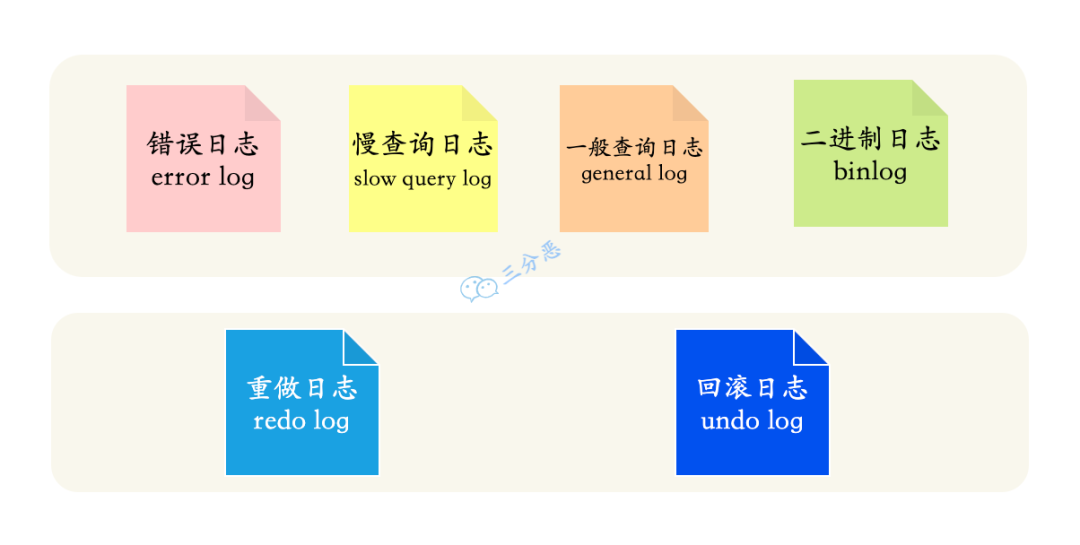 错误日志
error log
慢查询日志
slow query log
一般查询日志
general log
二进制日志
binlog
三分恶
重做日志
redo log
回滚日志
undo log